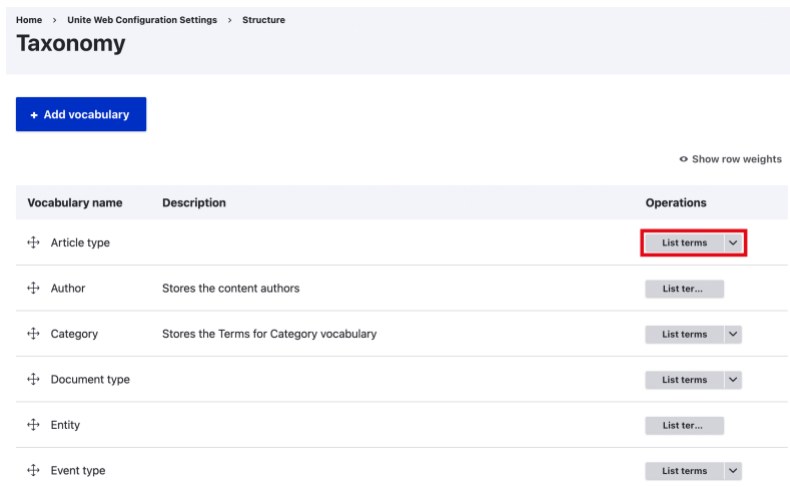 Home > Unite Web Configuration Settings > Structure
Taxonomy
+ Add vocabulary
Show row weights
Vocabulary name Description Operations
Article type List terms
Author Stores the content authors List ter...
Category Stores the Terms for Category vocabulary List terms
Document type List terms
Entity List ter...
Event type List terms